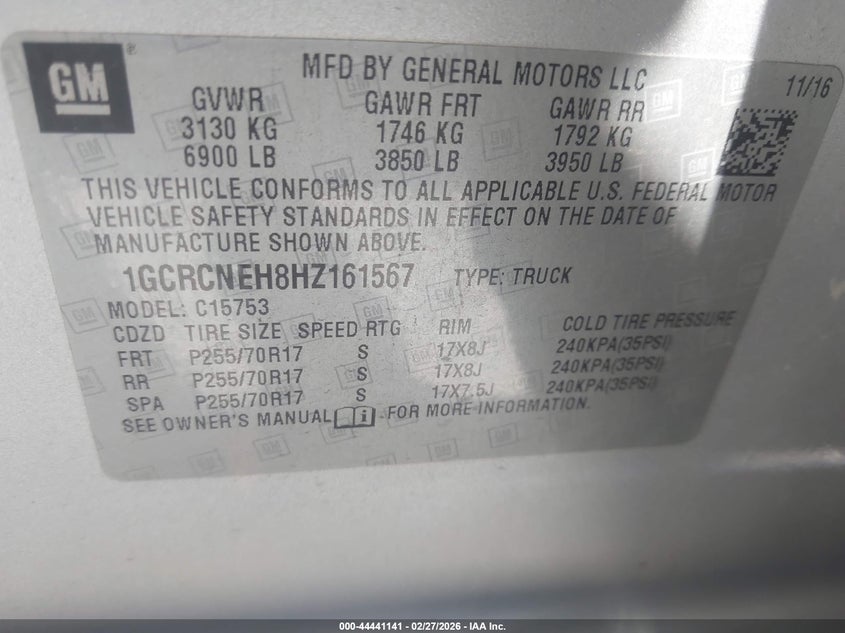 GM
®
MFD BY GENERAL MOTORS LLC
11/16
GVWR GAWR FRT GAWR RR
3130 KG 1746 KG 1792 KG
6900 LB 3850 LB 3950 LB
THIS VEHICLE CONFORMS TO ALL APPLICABLE U.S. FEDERAL MOTOR
VEHICLE SAFETY STANDARDS IN EFFECT ON THE DATE OF
MANUFACTURE SHOWN ABOVE.
1GCRCNEH8HZ161567 TYPE: TRUCK
MODEL: C15753
CDZD TIRE SIZE SPEED RTG RIM COLD TIRE PRESSURE
FRT P255/70R17 S 17X8J 240KPA(35PSI)
RR P255/70R17 S 17X8J 240KPA(35PSI)
SPA P255/70R17 S 17X7.5J 240KPA(35PSI)
SEE OWNER'S MANUAL i FOR MORE INFORMATION.
000-44441141 - 02/27/2026 - IAA Inc.